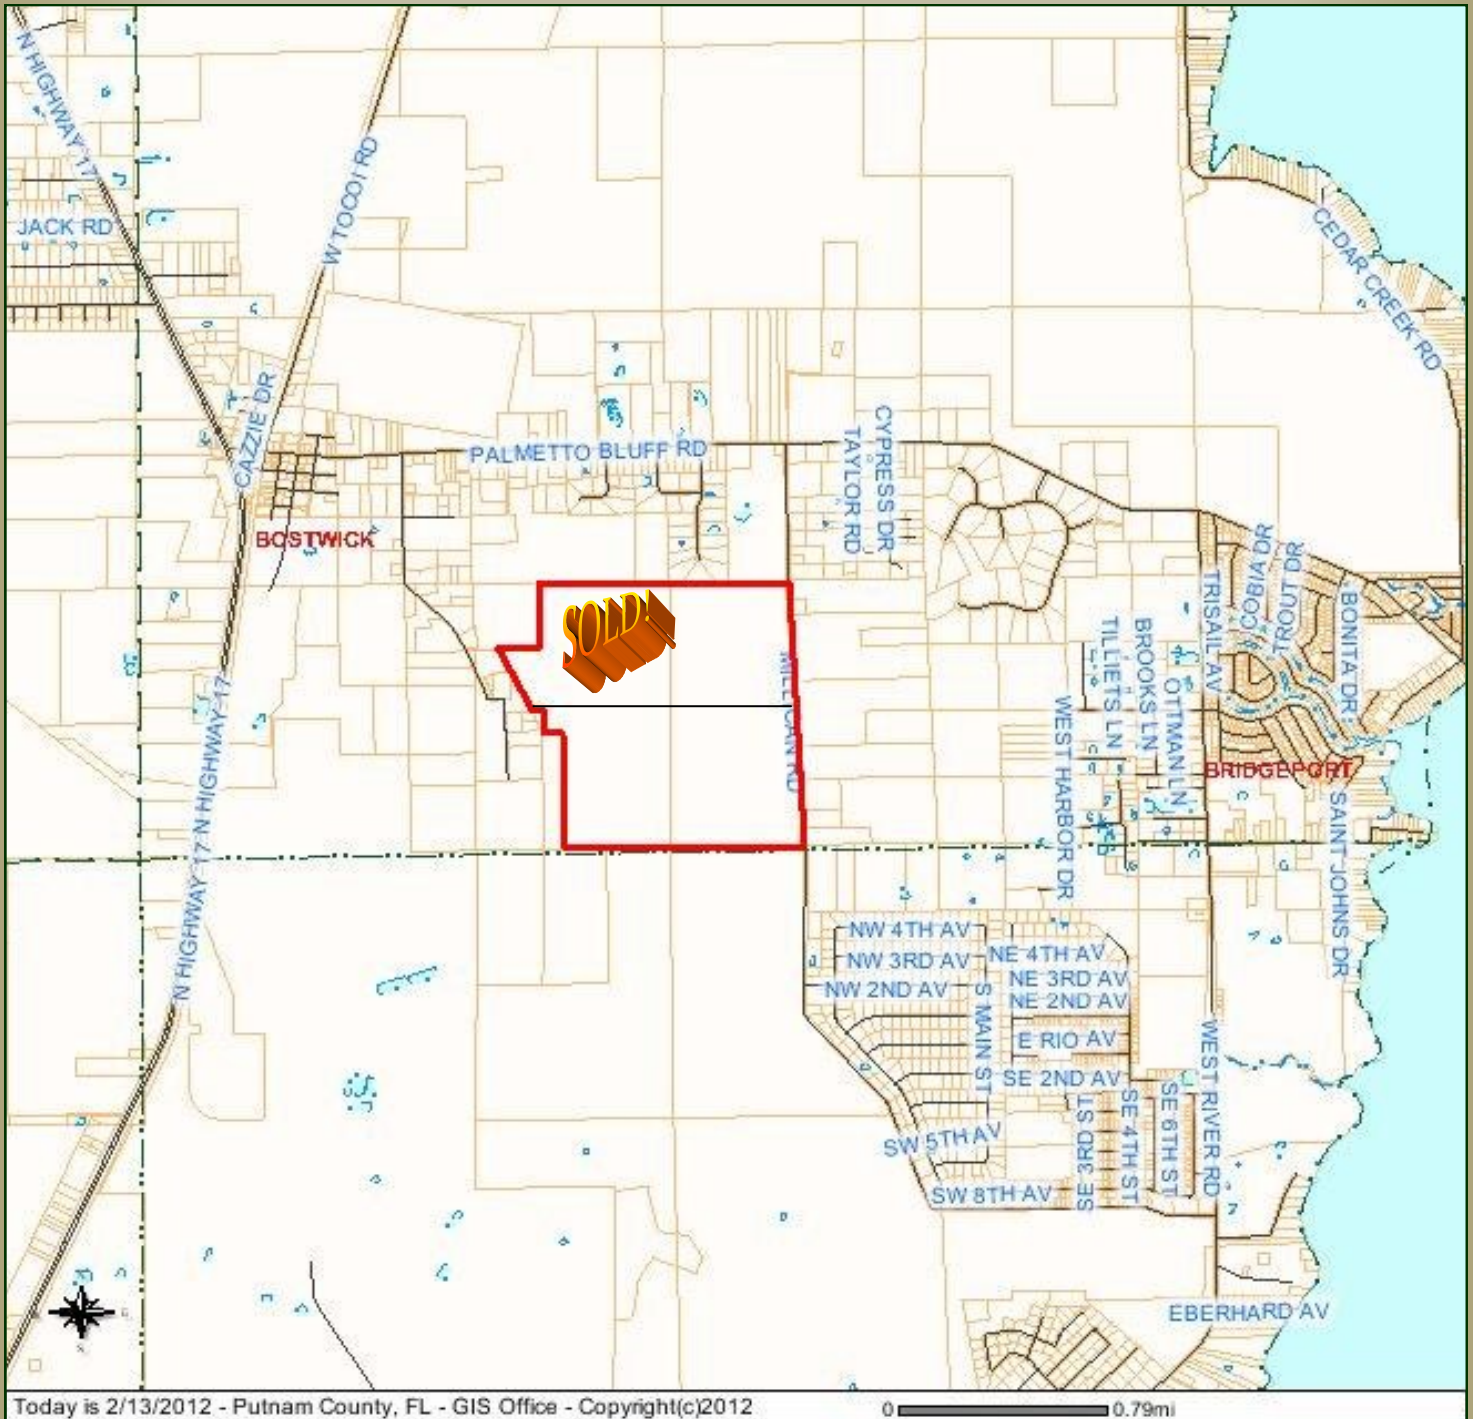 N HIGHWAY 17
W TOCOI RD
JACK RD
CEDAR CREEK RD
CAZZIE DR
PALMETTO BLUFF RD
TAYLOR RD
CYPRESS DR
BOSTWICK
SOLD!
TRISAIL AV
COBIA DR
TROUT DR
BONITA DR
TILLIETS LN
BROOKS LN
OTTMAN LN
WEST HARBOR DR
MILLICAN RD
N HIGHWAY 17
N HIGHWAY 17
BRIDGEPORT
SAINT JOHNS DR
NW 4TH AV
NE 4TH AV
NW 3RD AV
NE 3RD AV
NW 2ND AV
NE 2ND AV
S MAIN ST
E RIO AV
SE 2ND AV
WEST RIVER RD
SE 3RD ST
SE 4TH ST
SE 6TH ST
SW 5TH AV
SW 8TH AV
EBERHARD AV
Today is 2/13/2012 - Putnam County, FL - GIS Office - Copyright(c)2012
0 0.79mi